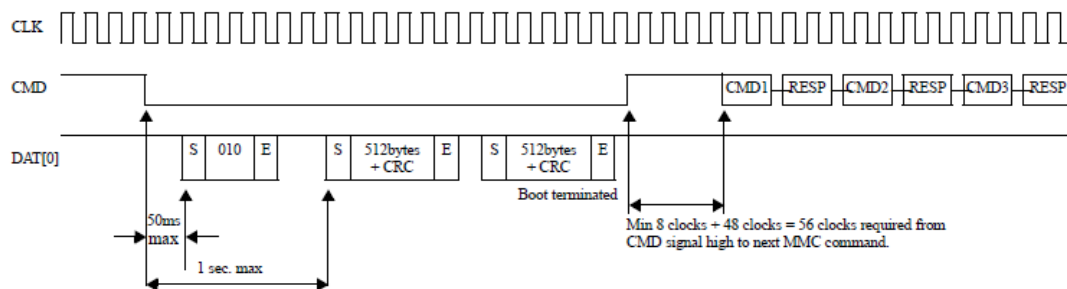 CLK
CMD
CMD1 RESP CMD2 RESP CMD3 RESP
DAT[0]
S 010 E S 512bytes + CRC E S 512bytes + CRC E
Boot terminated
50ms
max
Min 8 clocks + 48 clocks = 56 clocks required from
CMD signal high to next MMC command.
1 sec. max